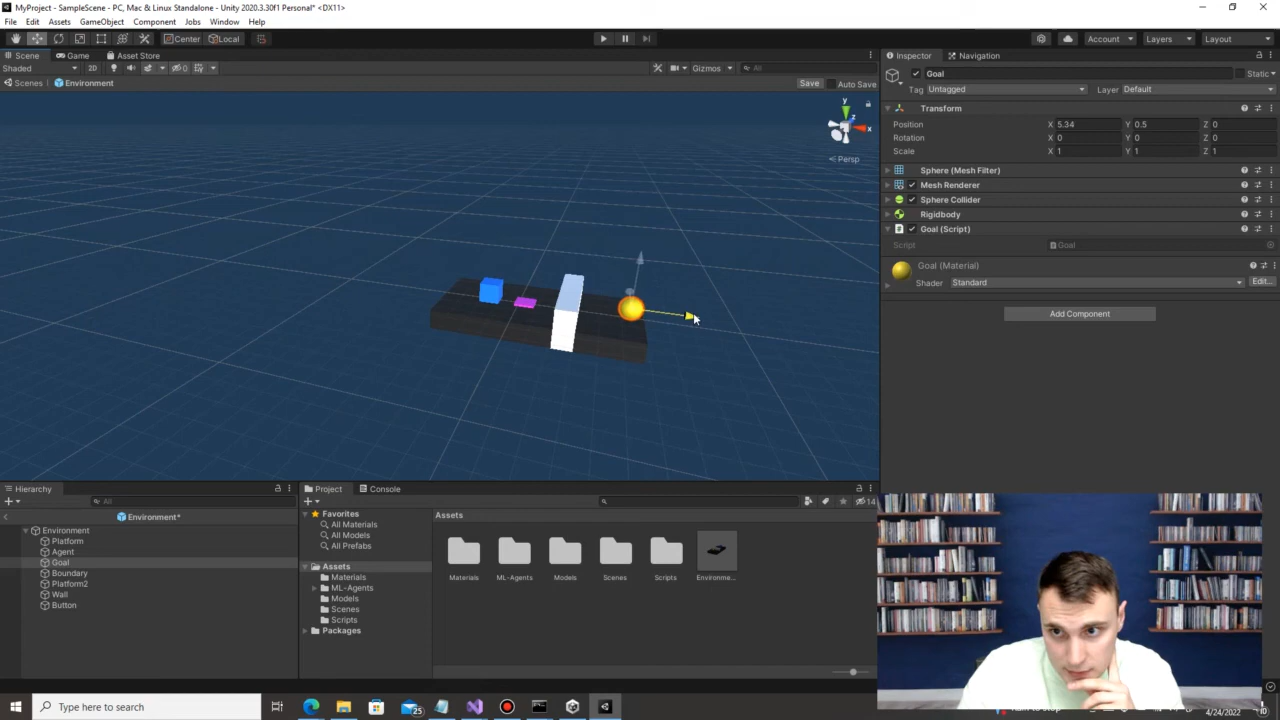 MyProject - SampleScene - PC, Mac & Linux Standalone - Unity 2020.3.30f1 Personal* <DX11>
File Edit Assets GameObject Component Jobs Window Help
Center Local
Account Layers Layout
Scene Game Asset Store
Shaded 2D 0 Gizmos All
Scenes Environment Save Auto Save
y
z
x
Persp
Inspector Navigation
Goal Static
Tag Untagged Layer Default
Transform
Position X 5.34 Y 0.5 Z 0
Rotation X 0 Y 0 Z 0
Scale X 1 Y 1 Z 1
Sphere (Mesh Filter)
Mesh Renderer
Sphere Collider
Rigidbody
Goal (Script)
Script Goal
Goal (Material)
Shader Standard Edit...
Add Component
Hierarchy
All
Environment*
Environment
Platform
Agent
Goal
Boundary
Platform2
Wall
Button
Project Console
14
Favorites
All Materials
All Models
All Prefabs
Assets
Materials
ML-Agents
Models
Scenes
Scripts
Packages
Assets
Materials ML-Agents Models Scenes Scripts Environme...
Type here to search
25
4/24/2022